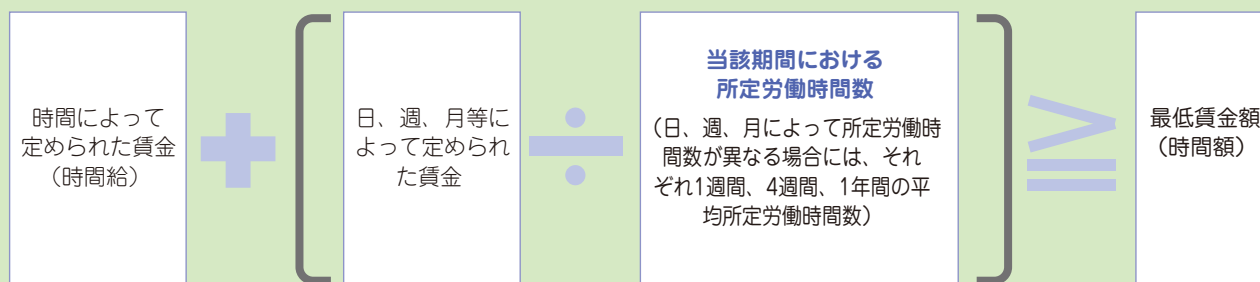 時間によって
定められた賃金
（時間給）
日、週、月等に
よって定められ
た賃金
÷
当該期間における
所定労働時間数
（日、週、月によって所定労働時
間数が異なる場合には、それ
ぞれ1週間、4週間、1年間の平
均所定労働時間数）
≧
最低賃金額
（時間額）